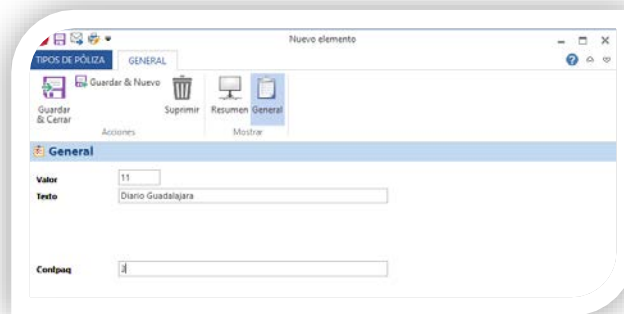 Nuevo elemento
TIPOS DE PÓLIZA GENERAL
Guardar & Cerrar
Guardar & Nuevo
Suprimir
Resumen
General
Acciones
Mostrar
General
Valor 11
Texto Diario Guadalajara
Contpaq 3